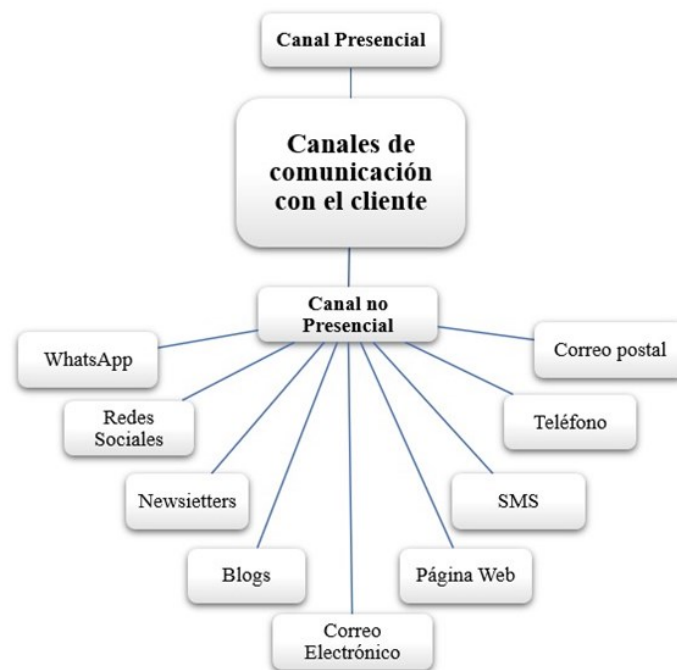 Canal Presencial
Canales de
comunicación
con el cliente
Canal no
Presencial
WhatsApp
Correo postal
Redes
Sociales
Teléfono
Newsietters
SMS
Blogs
Página Web
Correo
Electrónico